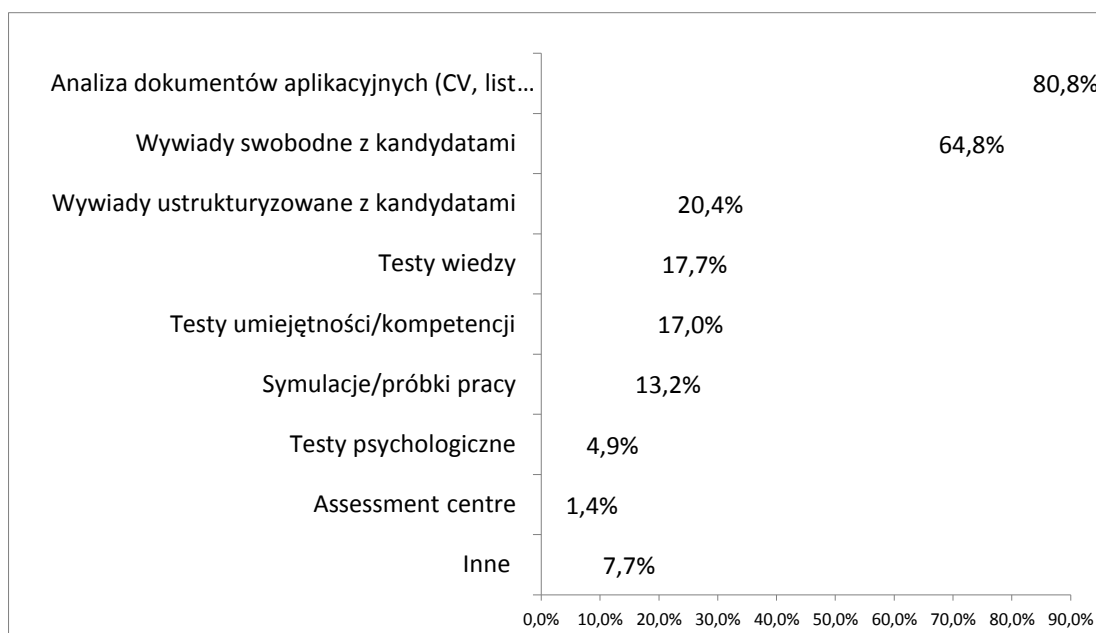 Analiza dokumentów aplikacyjnych (CV, list... 80,8%
Wywiady swobodne z kandydatami 64,8%
Wywiady ustrukturyzowane z kandydatami 20,4%
Testy wiedzy 17,7%
Testy umiejętności/kompetencji 17,0%
Symulacje/próbki pracy 13,2%
Testy psychologiczne 4,9%
Assessment centre 1,4%
Inne 7,7%
0,0% 10,0% 20,0% 30,0% 40,0% 50,0% 60,0% 70,0% 80,0% 90,0%